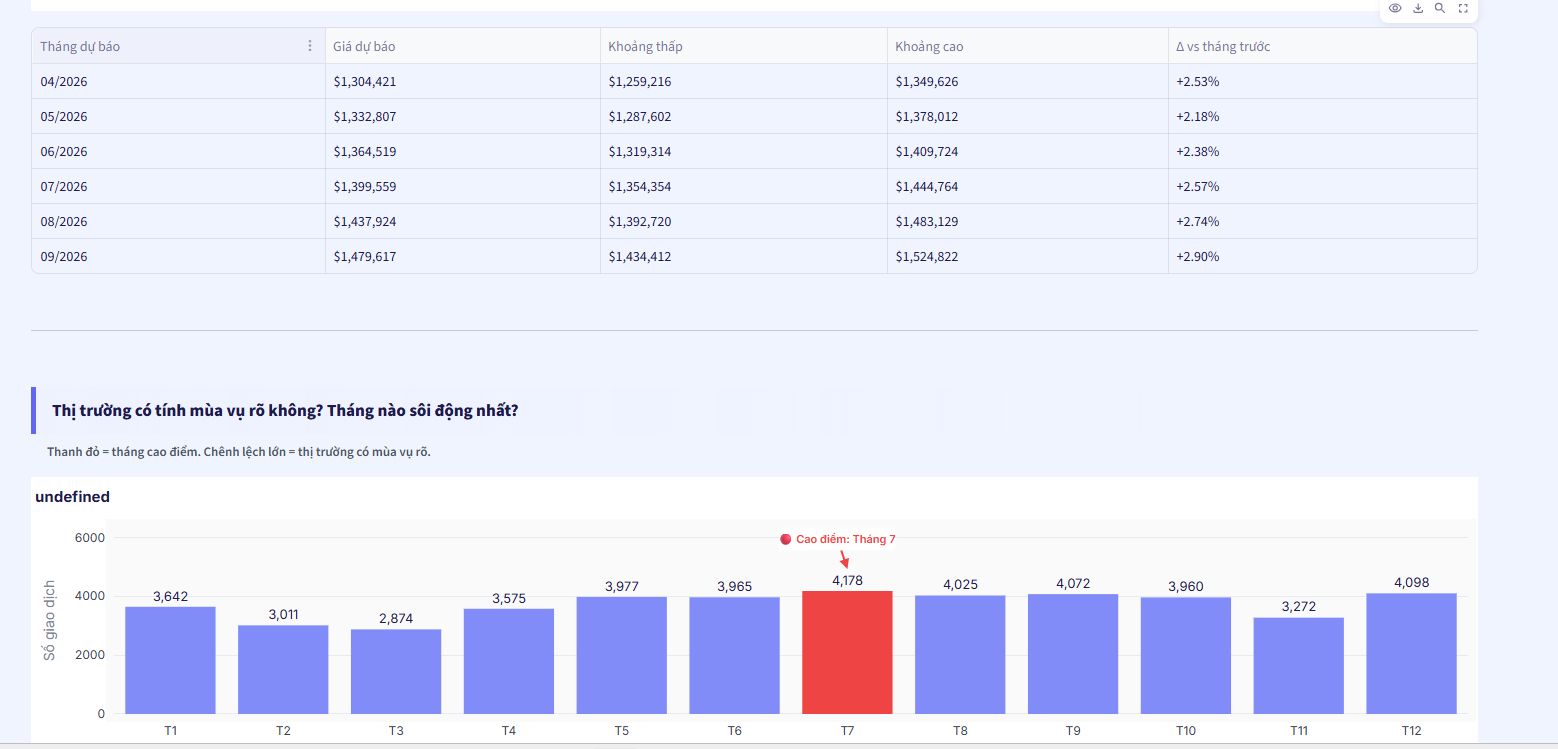 Tháng dự báo Giá dự báo Khoảng thấp Khoảng cao Δ vs tháng trước
04/2026 $1,304,421 $1,259,216 $1,349,626 +2.53%
05/2026 $1,332,807 $1,287,602 $1,378,012 +2.18%
06/2026 $1,364,519 $1,319,314 $1,409,724 +2.38%
07/2026 $1,399,559 $1,354,354 $1,444,764 +2.57%
08/2026 $1,437,924 $1,392,720 $1,483,129 +2.74%
09/2026 $1,479,617 $1,434,412 $1,524,822 +2.90%
Thị trường có tính mùa vụ rõ không? Tháng nào sôi động nhất?
Thanh đỏ = tháng cao điểm. Chênh lệch lớn = thị trường có mùa vụ rõ.
undefined
Số giao dịch
6000
4000
2000
0
Cao điểm: Tháng 7
3,642 3,011 2,874 3,575 3,977 3,965 4,178 4,025 4,072 3,960 3,272 4,098
T1 T2 T3 T4 T5 T6 T7 T8 T9 T10 T11 T12